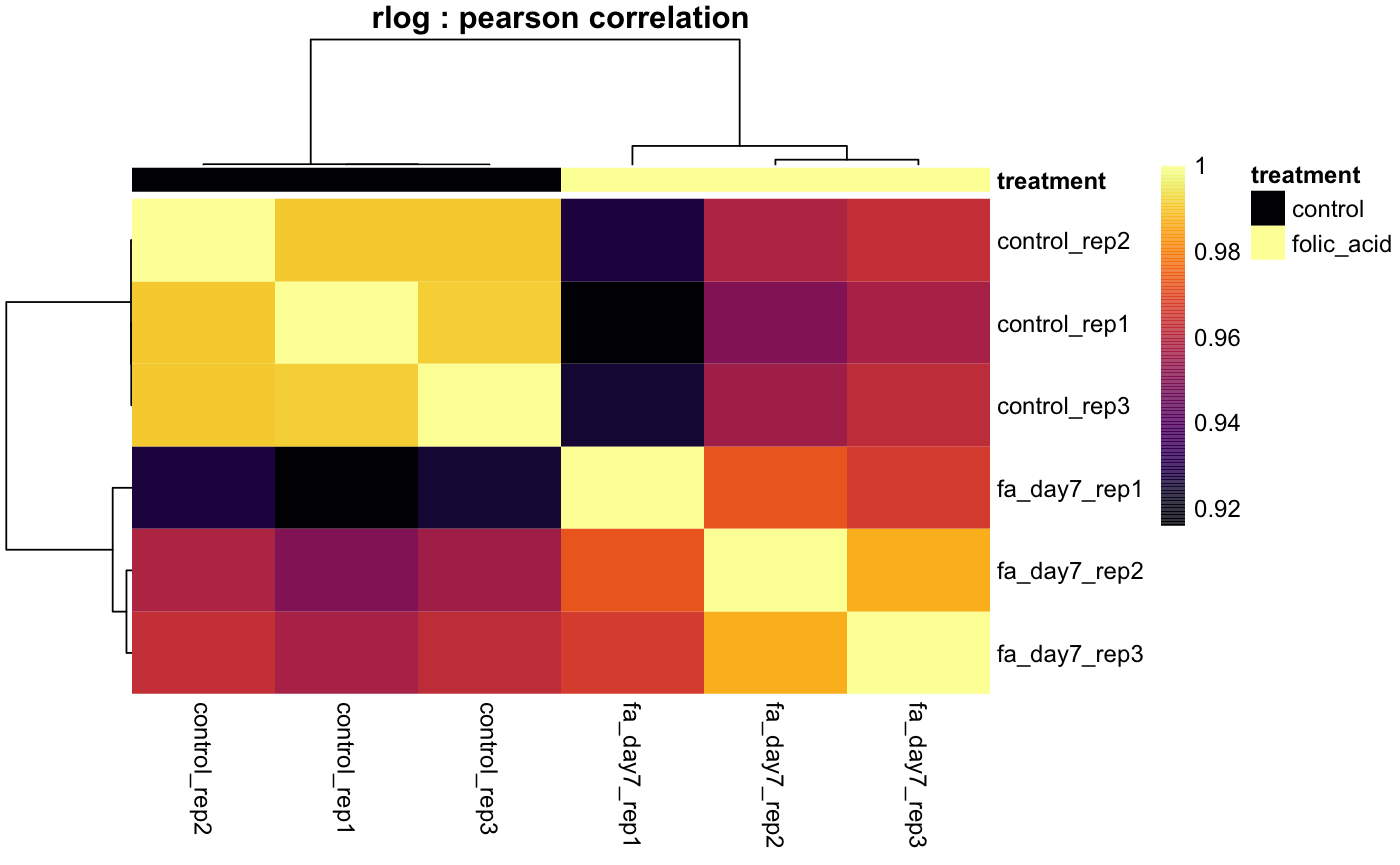 rlog : pearson correlation
treatment
control_rep2
control_rep1
control_rep3
fa_day7_rep1
fa_day7_rep2
fa_day7_rep3
control_rep2
control_rep1
control_rep3
fa_day7_rep1
fa_day7_rep2
fa_day7_rep3
1
0.98
0.96
0.94
0.92
treatment
control
folic_acid